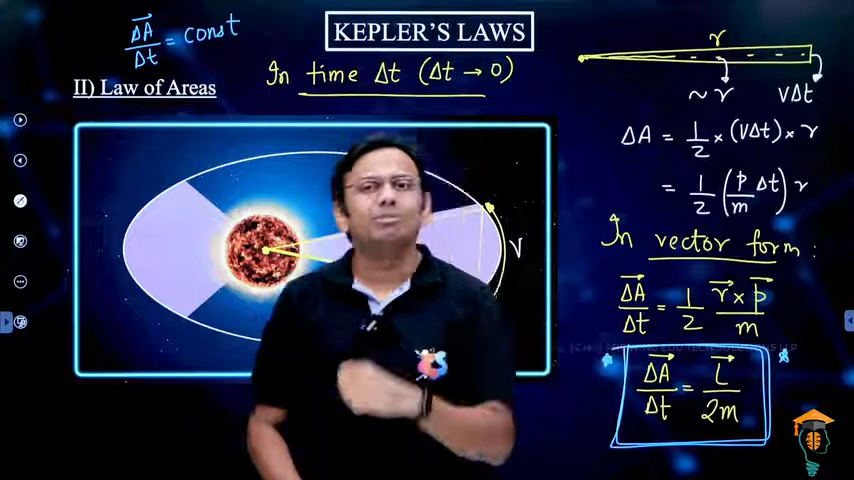 KEPLER'S LAWS
ΔA⃗/Δt = const
II) Law of Areas
In time Δt (Δt → 0)
r
~ r VΔt
ΔA = 1/2 × (VΔt) × r
= 1/2 (p/m Δt) r
In vector form :
ΔA⃗/Δt = 1/2 r⃗ × p⃗/m
ΔA⃗/Δt = L⃗/2m
V